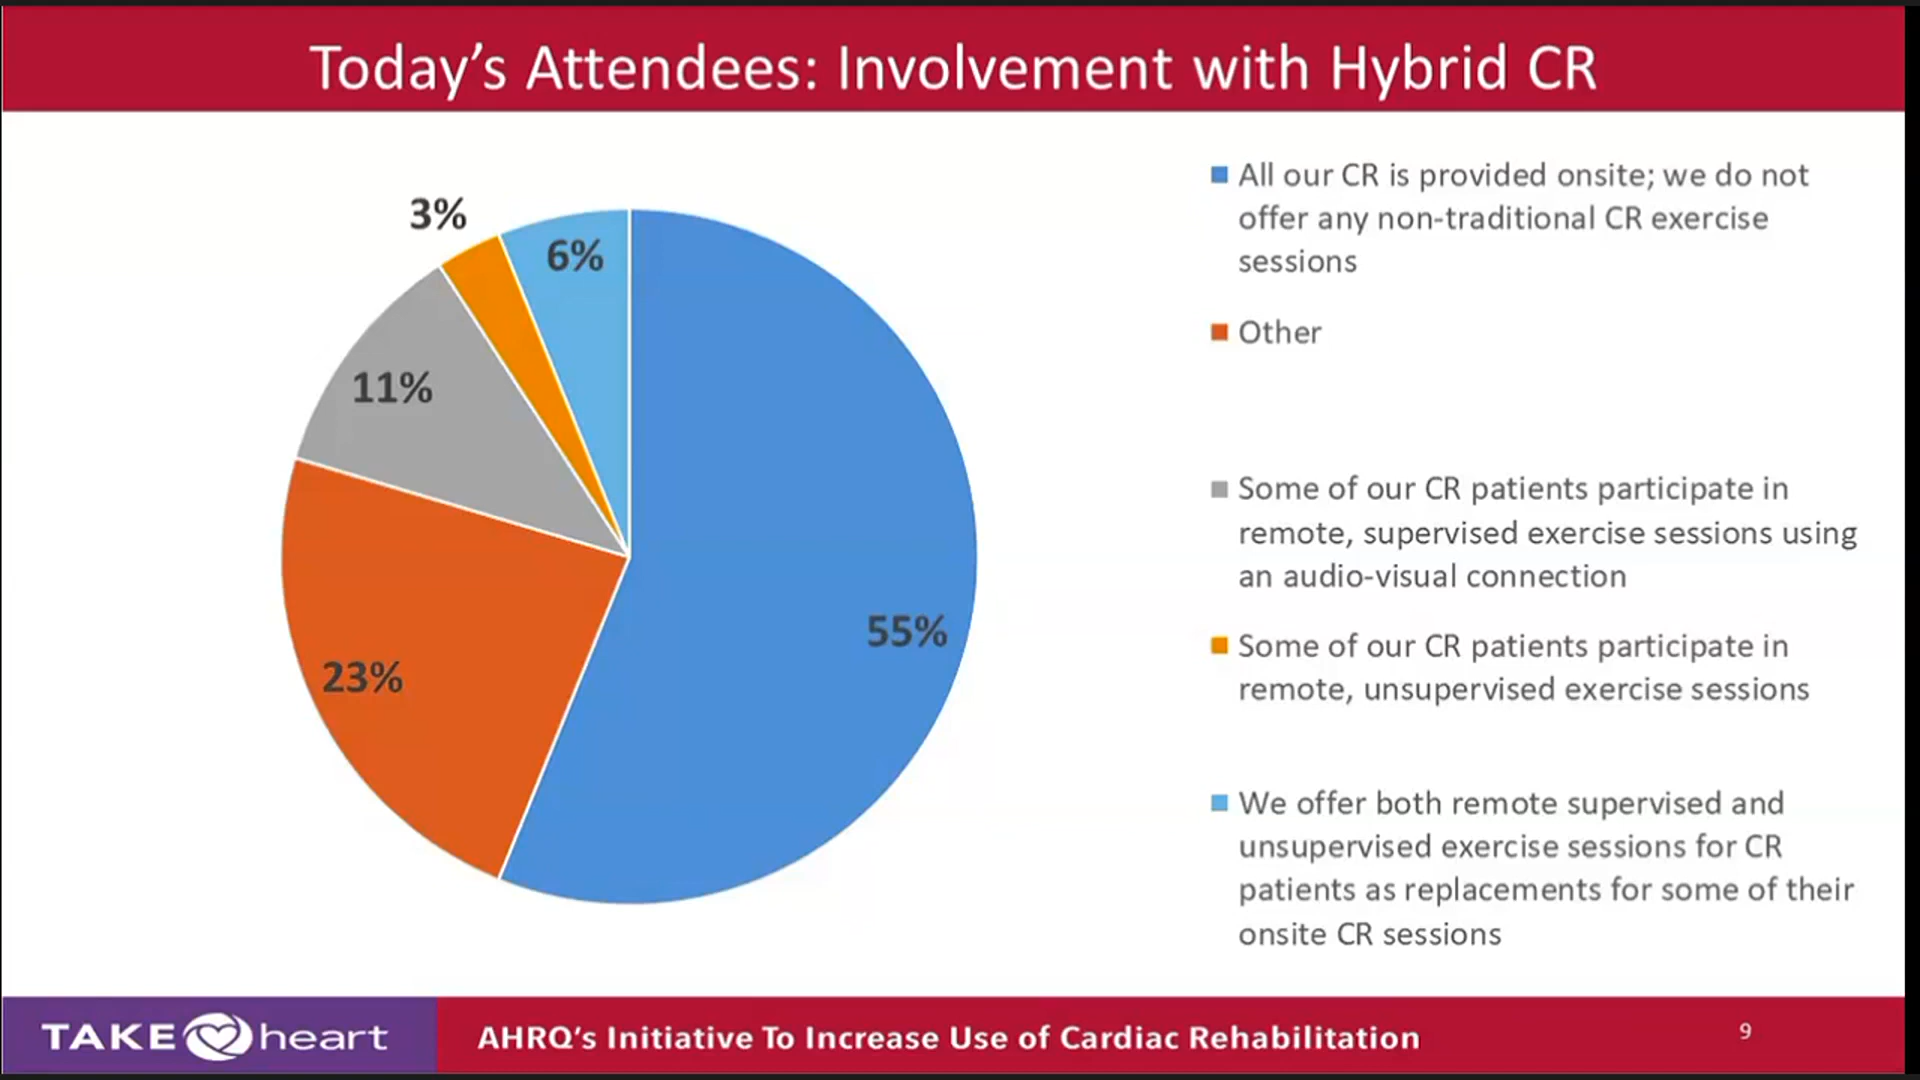 Today's Attendees: Involvement with Hybrid CR
3%
6%
11%
55%
23%
All our CR is provided onsite; we do not
offer any non-traditional CR exercise
sessions
Other
Some of our CR patients participate in
remote, supervised exercise sessions using
an audio-visual connection
Some of our CR patients participate in
remote, unsupervised exercise sessions
We offer both remote supervised and
unsupervised exercise sessions for CR
patients as replacements for some of their
onsite CR sessions
TAKE heart
AHRQ's Initiative To Increase Use of Cardiac Rehabilitation
9